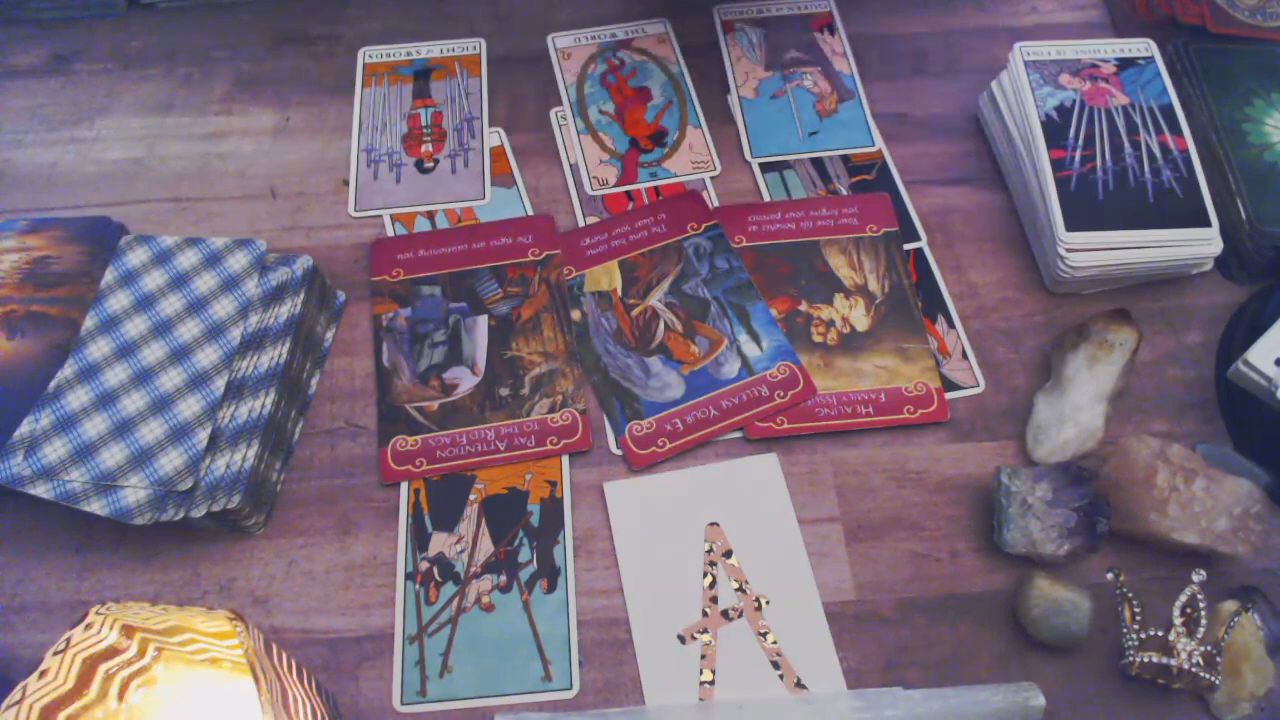 EIGHT of SWORDS
THE WORLD
QUEEN of SWORDS
EVERYTHING IS FINE
The signs are cautioning you
PAY ATTENTION
TO THE RED FLAGS
The time has come
to clear your energy
RELEASE YOUR EX
Your love life benefits as
you forgive your parents
HEALING
FAMILY ISSUE
A